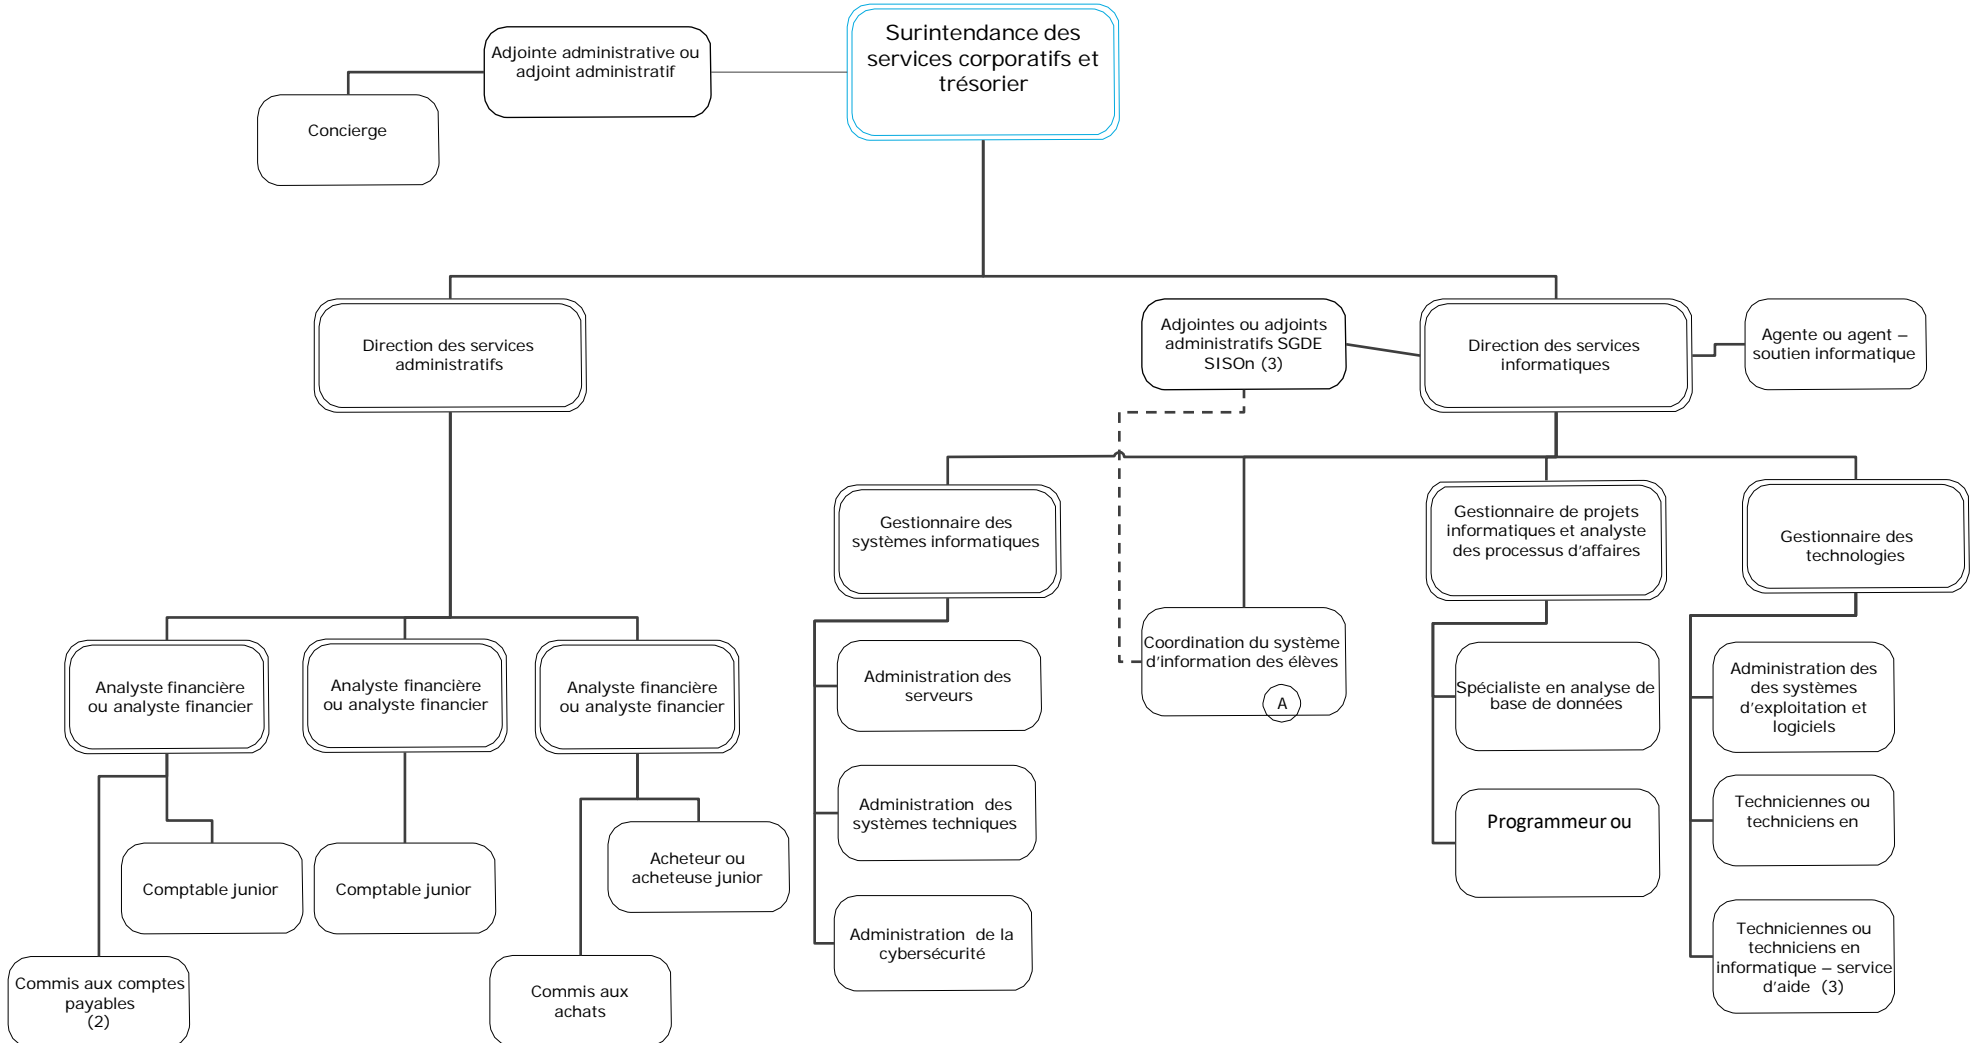 Surintendance des
services corporatifs et
trésorier
Adjointe administrative ou
adjoint administratif
Concierge
Direction des services
administratifs
Adjointes ou adjoints
administratifs SGDE
SISOn (3)
Direction des services
informatiques
Agente ou agent –
soutien informatique
Gestionnaire des
systèmes informatiques
Gestionnaire de projets
informatiques et analyste
des processus d'affaires
Gestionnaire des
technologies
Analyste financière
ou analyste financier
Analyste financière
ou analyste financier
Analyste financière
ou analyste financier
Administration des
serveurs
Coordination du système
d'information des élèves
A
Spécialiste en analyse de
base de données
Administration des
des systèmes
d'exploitation et
logiciels
Administration des
systèmes techniques
Programmeur ou
Techniciennes ou
techniciens en
Comptable junior
Comptable junior
Acheteur ou
acheteuse junior
Administration de la
cybersécurité
Techniciennes ou
techniciens en
informatique – service
d'aide (3)
Commis aux comptes
payables
(2)
Commis aux
achats